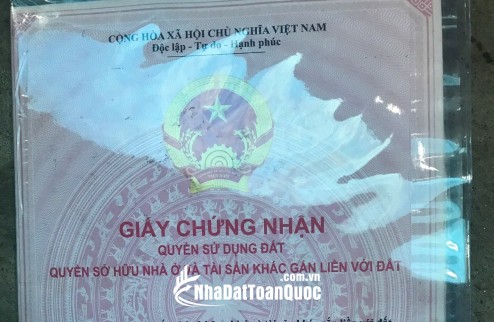 CỘNG HÒA XÃ HỘI CHỦ NGHĨA VIỆT NAM
Độc lập - Tự do - Hạnh phúc
GIẤY CHỨNG NHẬN
QUYỀN SỬ DỤNG ĐẤT
QUYỀN SỞ HỮU NHÀ Ở VÀ TÀI SẢN KHÁC GẮN LIỀN VỚI ĐẤT
.com.vn
NhaDatToanQuoc